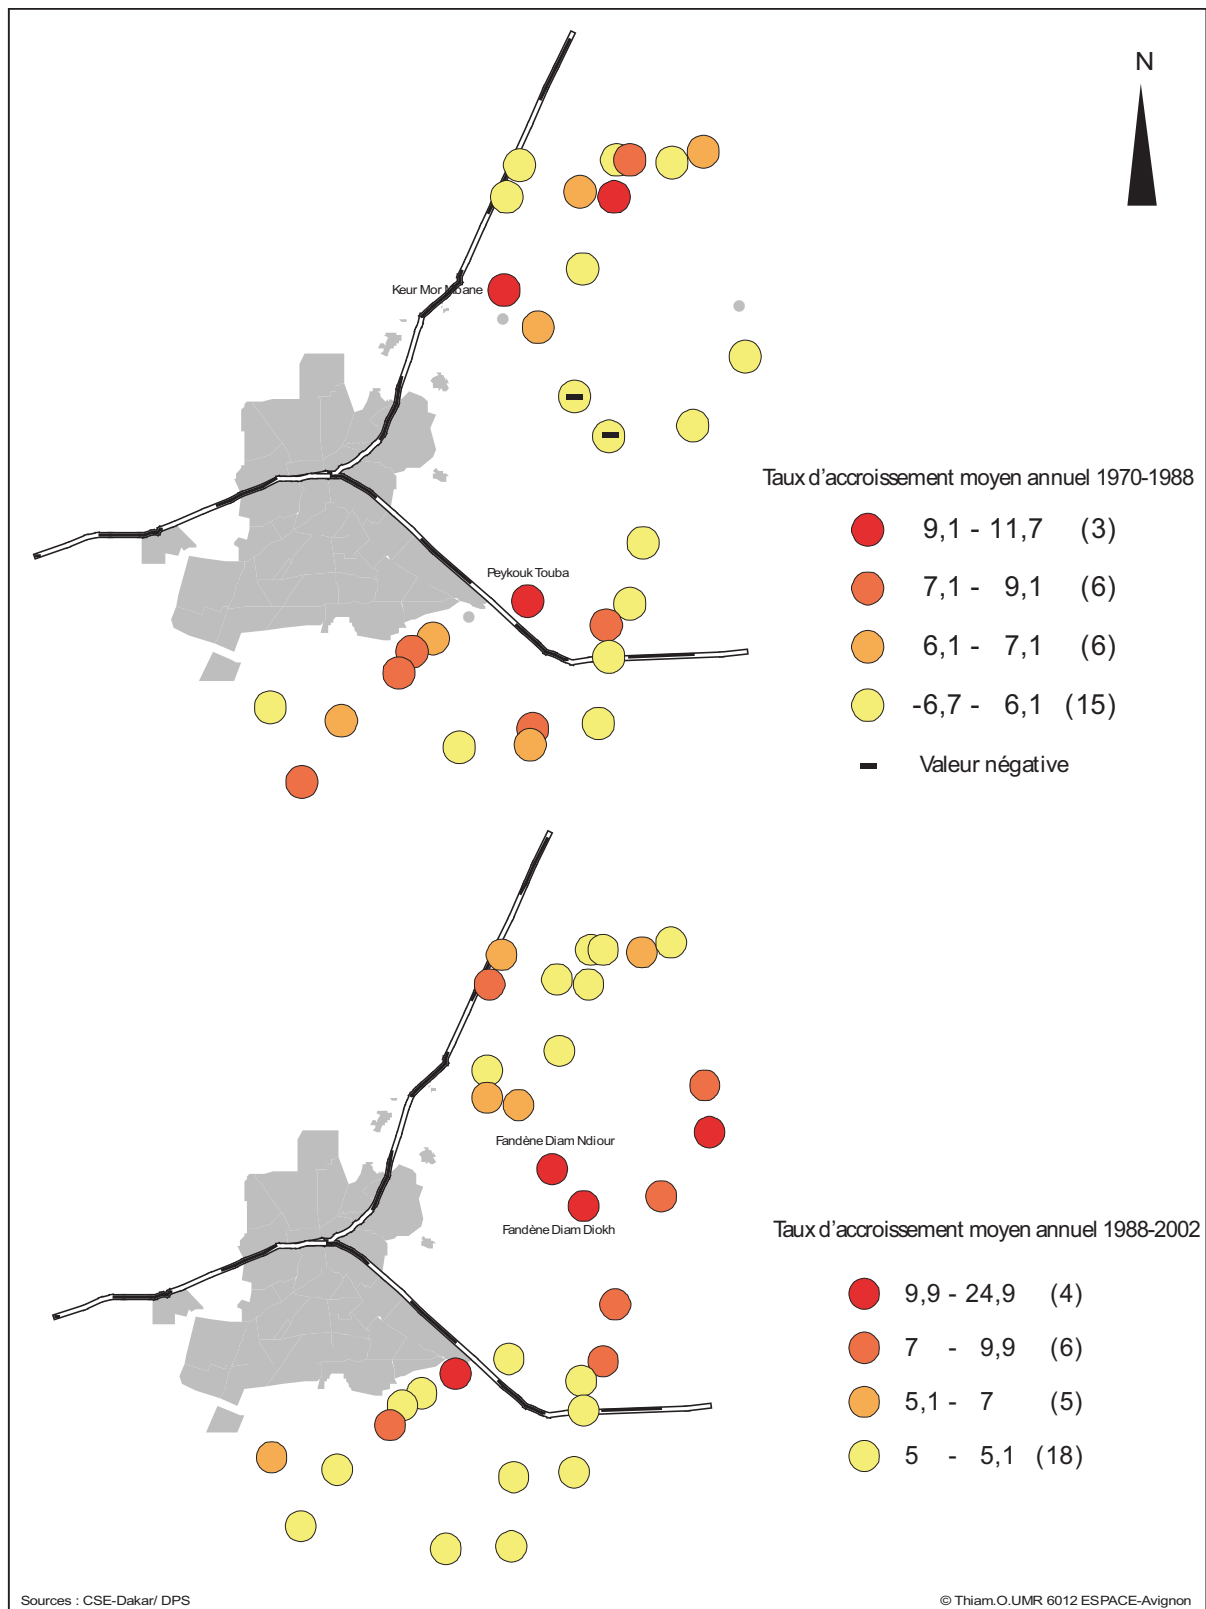 N
Keur Mor Mbane
Peykouk Touba
Taux d'accroissement moyen annuel 1970-1988
9,1 - 11,7 (3)
7,1 - 9,1 (6)
6,1 - 7,1 (6)
-6,7 - 6,1 (15)
Valeur négative
Fandène Diam Ndiour
Fandène Diam Diokh
Taux d'accroissement moyen annuel 1988-2002
9,9 - 24,9 (4)
7 - 9,9 (6)
5,1 - 7 (5)
5 - 5,1 (18)
Sources : CSE-Dakar/ DPS
© Thiam.O.UMR 6012 ESPACE-Avignon